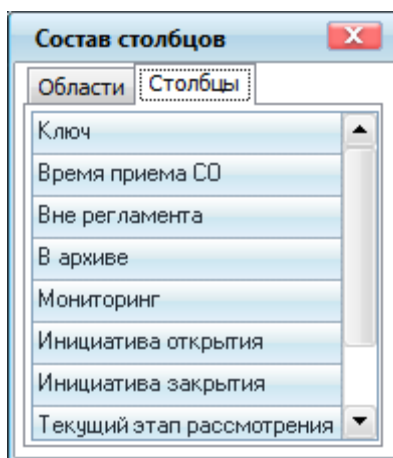 Состав столбцов
Области Столбцы
Ключ
Время приема СО
Вне регламента
В архиве
Мониторинг
Инициатива открытия
Инициатива закрытия
Текущий этап рассмотрения